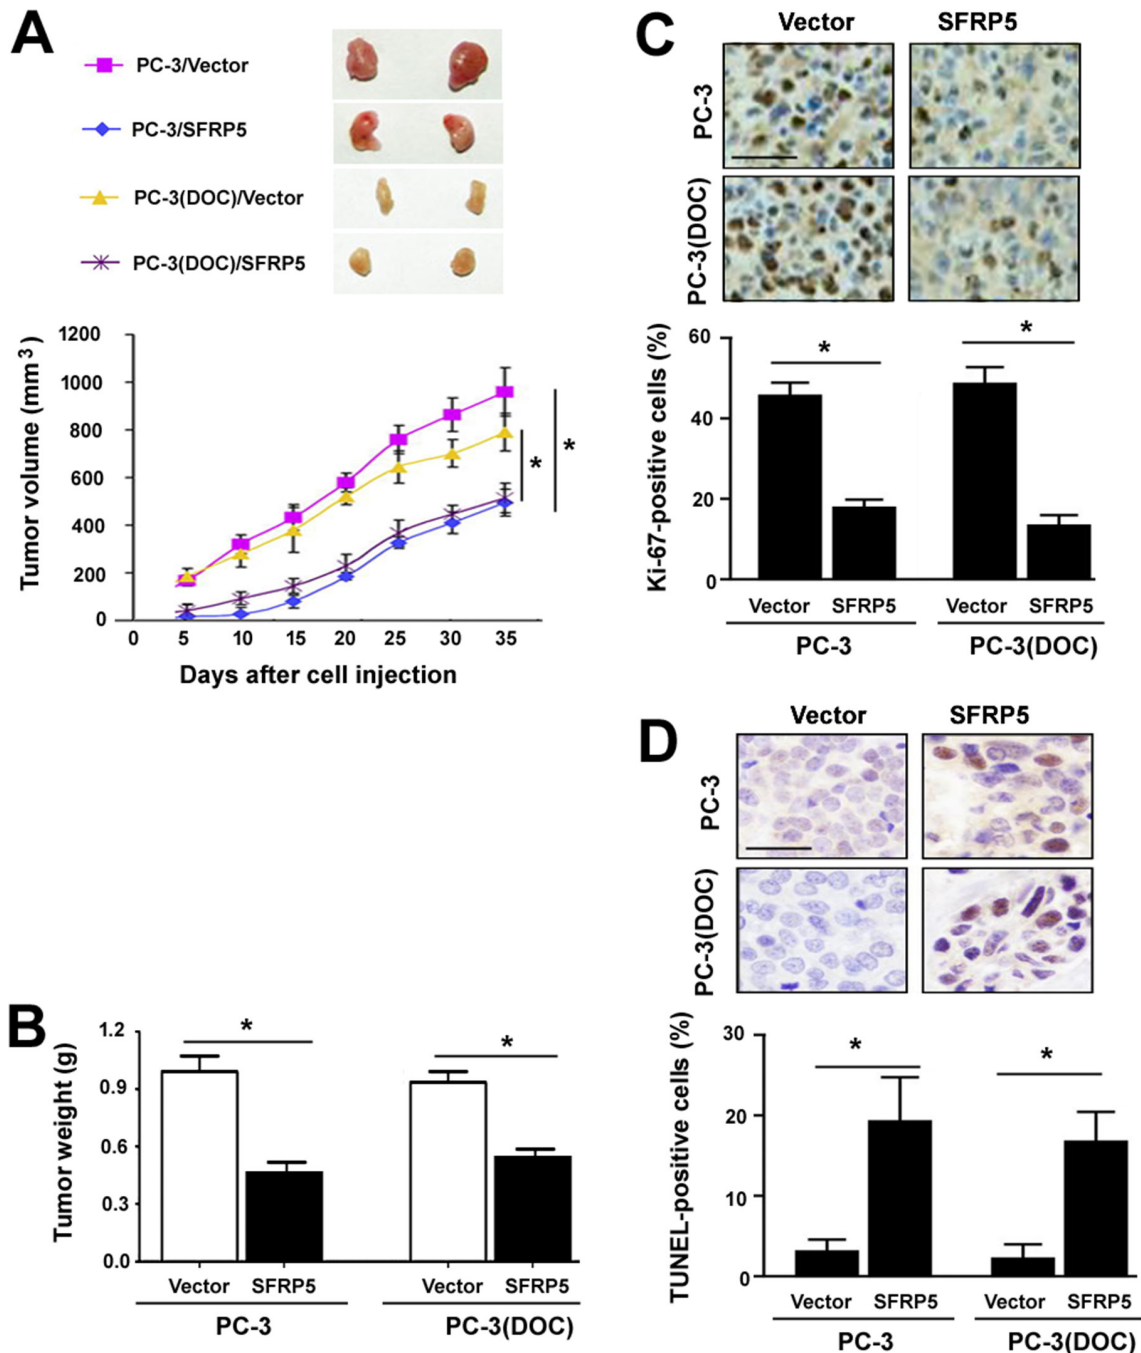 A
PC-3/Vector
PC-3/SFRP5
PC-3(DOC)/Vector
PC-3(DOC)/SFRP5
Tumor volume (mm³)
1200
1000
800
600
400
200
0
*
*
0 5 10 15 20 25 30 35
Days after cell injection
B
Tumor weight (g)
1.2
0.9
0.6
0.3
0.0
*
*
Vector SFRP5 Vector SFRP5
PC-3 PC-3(DOC)
C
Vector SFRP5
PC-3
PC-3(DOC)
Ki-67-positive cells (%)
60
40
20
0
*
*
Vector SFRP5 Vector SFRP5
PC-3 PC-3(DOC)
D
Vector SFRP5
PC-3
PC-3(DOC)
TUNEL-positive cells (%)
30
20
10
0
*
*
Vector SFRP5 Vector SFRP5
PC-3 PC-3(DOC)